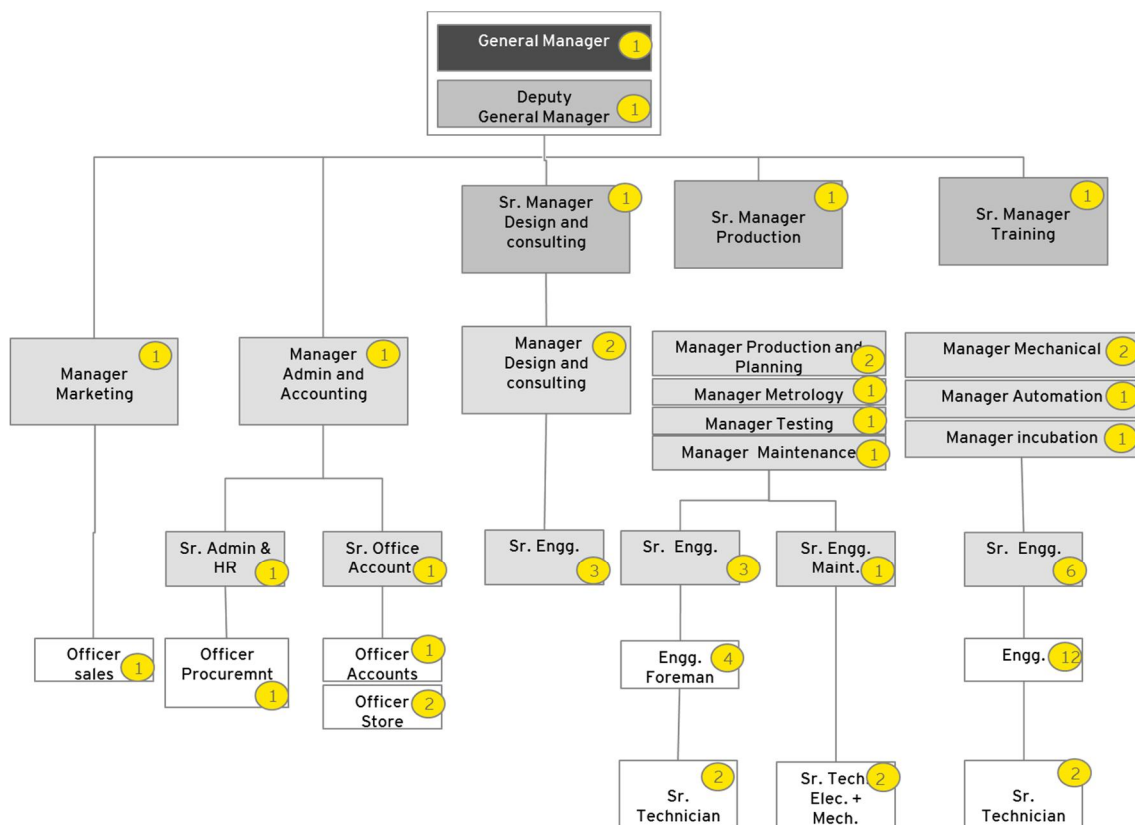 General Manager
1
Deputy
General Manager
1
Sr. Manager
Design and
consulting
1
Sr. Manager
Production
1
Sr. Manager
Training
1
Manager
Marketing
1
Manager
Admin and
Accounting
1
Manager
Design and
consulting
2
Manager Production and
Planning
2
Manager Metrology
1
Manager Testing
1
Manager Maintenance
1
Manager Mechanical
2
Manager Automation
1
Manager incubation
1
Sr. Admin &
HR
1
Sr. Office
Account
1
Sr. Engg.
3
Sr. Engg.
3
Sr. Engg.
Maint.
1
Sr. Engg.
6
Officer
sales
1
Officer
Procuremnt
1
Officer
Accounts
1
Officer
Store
2
Engg.
Foreman
4
Engg.
12
Sr.
Technician
2
Sr. Tech.
Elec. +
Mech.
2
Sr.
Technician
2